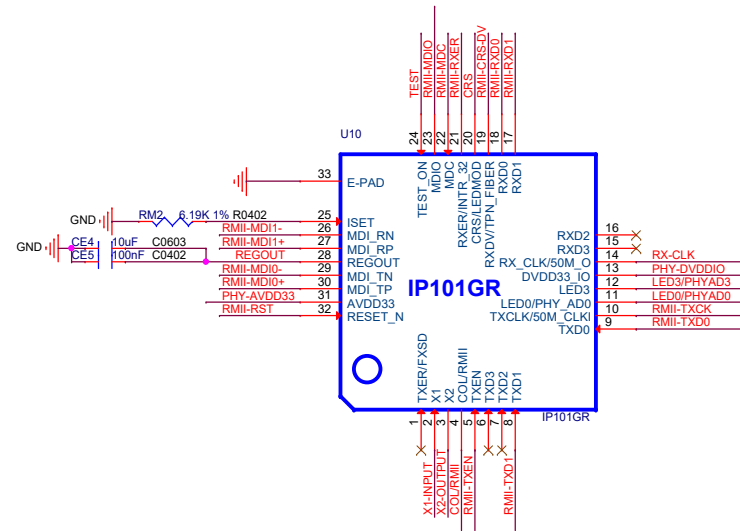 TEST
RMII-MDIO
RMII-MDC
RMII-RXER
CRS
RMII-CRS-DV
RMII-RXD0
RMII-RXD1
24
23
22
21
20
19
18
17
U10
TEST_ON
MDIO
MDC
RXER/INTR_32
CRS/LEDMOD
RXDV/TPN_FIBER
RXD0
RXD1
33 E-PAD
GND RM2 6.19K 1% R0402 25 ISET
RMII-MDI1- 26 MDI_RN
RMII-MDI1+ 27 MDI_RP
GND CE4 10uF C0603
REGOUT 28 REGOUT
CE5 100nF C0402
RMII-MDI0- 29 MDI_TN
RMII-MDI0+ 30 MDI_TP
PHY-AVDD33 31 AVDD33
RMII-RST 32 RESET_N
IP101GR
RXD2 16
RXD3 15
RX_CLK/50M_O 14 RX-CLK
DVDD33_IO 13 PHY-DVDDIO
LED3 12 LED3/PHYAD3
LED0/PHY_AD0 11 LED0/PHYAD0
TXCLK/50M_CLKI 10 RMII-TXCK
TXD0 9 RMII-TXD0
TXER/FXSD
X1
X2
COL/RMII
TXEN
TXD3
TXD2
TXD1
IP101GR
1
2
3
4
5
6
7
8
X1-INPUT
X2-OUTPUT
COL/RMII
RMII-TXEN
RMII-TXD1